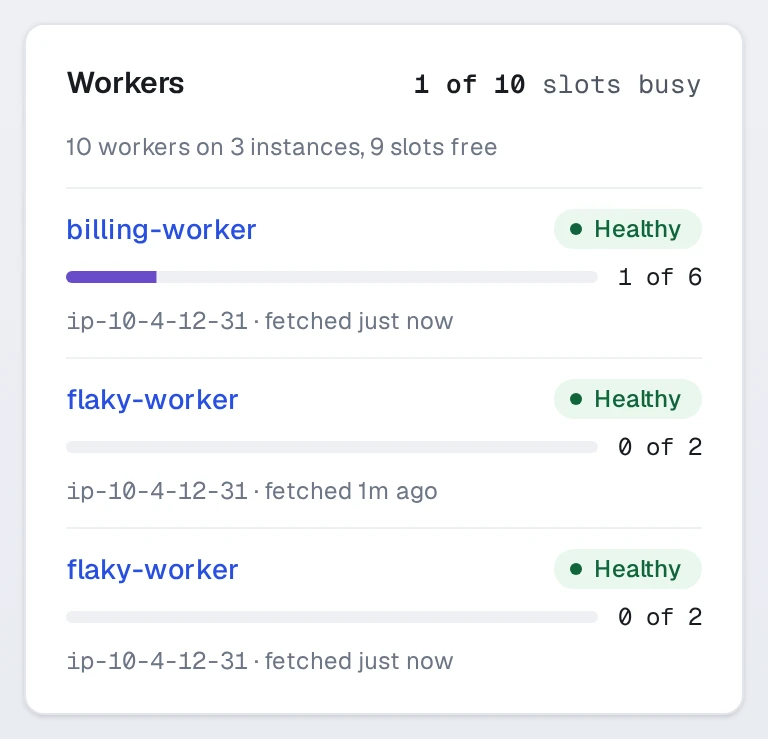 Workers 1 of 10 slots busy
10 workers on 3 instances, 9 slots free
billing-worker Healthy
1 of 6
ip-10-4-12-31 · fetched just now
flaky-worker Healthy
0 of 2
ip-10-4-12-31 · fetched 1m ago
flaky-worker Healthy
0 of 2
ip-10-4-12-31 · fetched just now